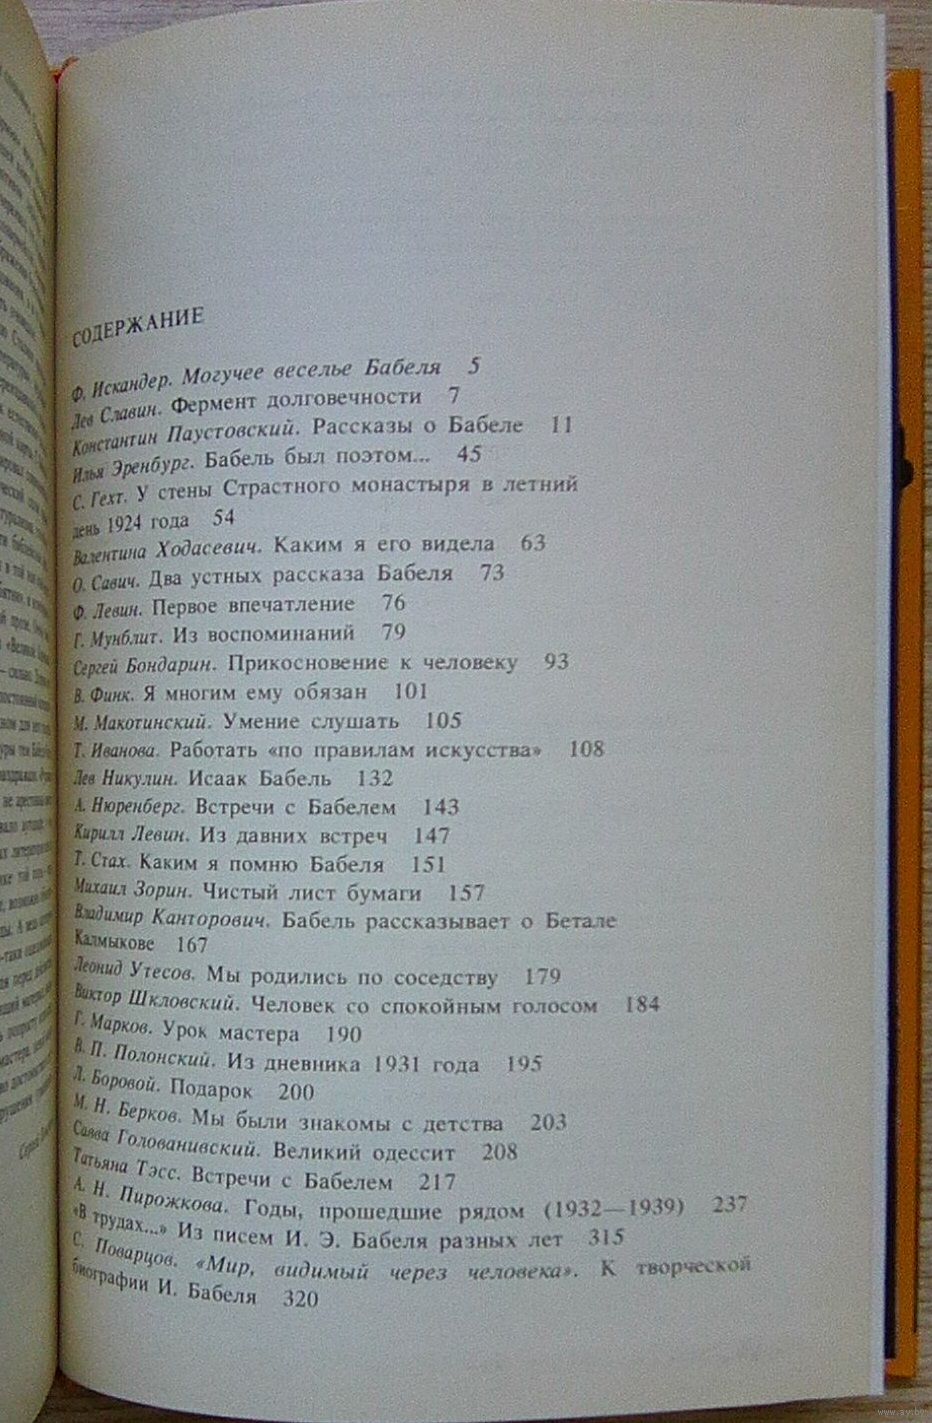 СОДЕРЖАНИЕ
Ф. Искандер. Могучее веселье Бабеля 5
Лев Славин. Фермент долговечности 7
Константин Паустовский. Рассказы о Бабеле 11
Илья Эренбург. Бабель был поэтом... 45
С. Гехт. У стены Страстного монастыря в летний
день 1924 года 54
Валентина Ходасевич. Каким я его видела 63
О. Савич. Два устных рассказа Бабеля 73
Ф. Левин. Первое впечатление 76
Г. Мунблит. Из воспоминаний 79
Сергей Бондарин. Прикосновение к человеку 93
В. Финк. Я многим ему обязан 101
М. Макотинский. Умение слушать 105
Т. Иванова. Работать «по правилам искусства» 108
Лев Никулин. Исаак Бабель 132
А. Нюренберг. Встречи с Бабелем 143
Кирилл Левин. Из давних встреч 147
Т. Стах. Каким я помню Бабеля 151
Михаил Зорин. Чистый лист бумаги 157
Владимир Канторович. Бабель рассказывает о Бетале
Калмыкове 167
Леонид Утесов. Мы родились по соседству 179
Виктор Шкловский. Человек со спокойным голосом 184
Г. Марков. Урок мастера 190
В. П. Полонский. Из дневника 1931 года 195
Л. Боровой. Подарок 200
М. Н. Берков. Мы были знакомы с детства 203
Савва Голованивский. Великий одессит 208
Татьяна Тэсс. Встречи с Бабелем 217
А. Н. Пирожкова. Годы, прошедшие рядом (1932—1939) 237
«В трудах...» Из писем И. Э. Бабеля разных лет 315
С. Поварцов. «Мир, видимый через человека». К творческой
биографии И. Бабеля 320
www.ay.by